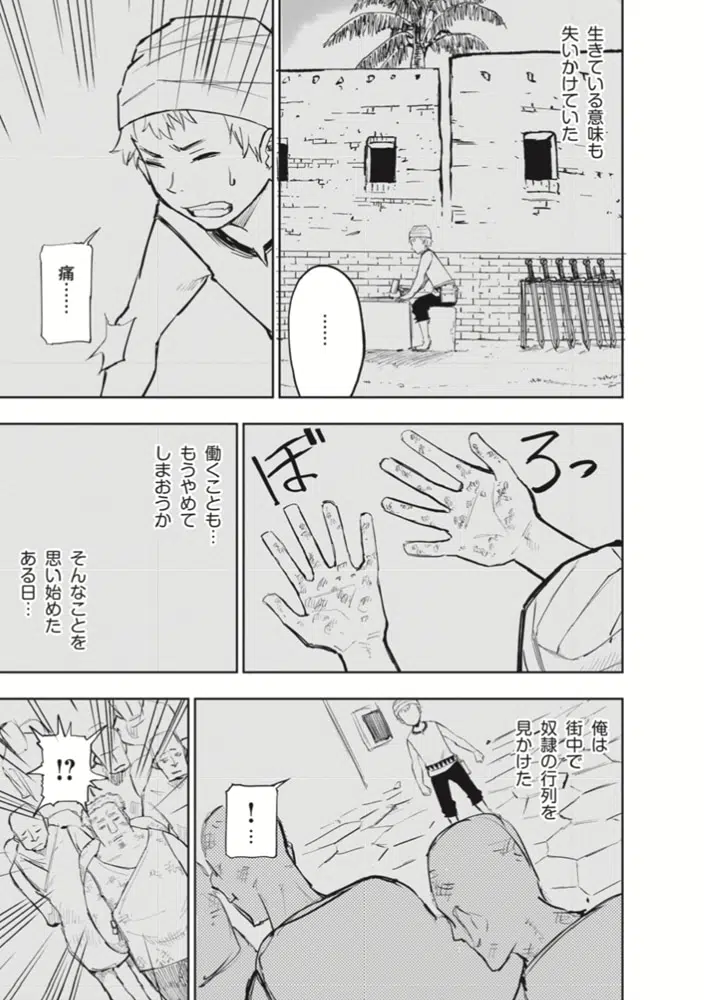 生きている意味も
失いかけていた
……
痛……
ろっ
ぼ
働くことも…
もうやめて
しまおうか
そんなことを
思い始めた
ある日…
俺は
街中で
奴隷の行列を
見かけた
！…
!?